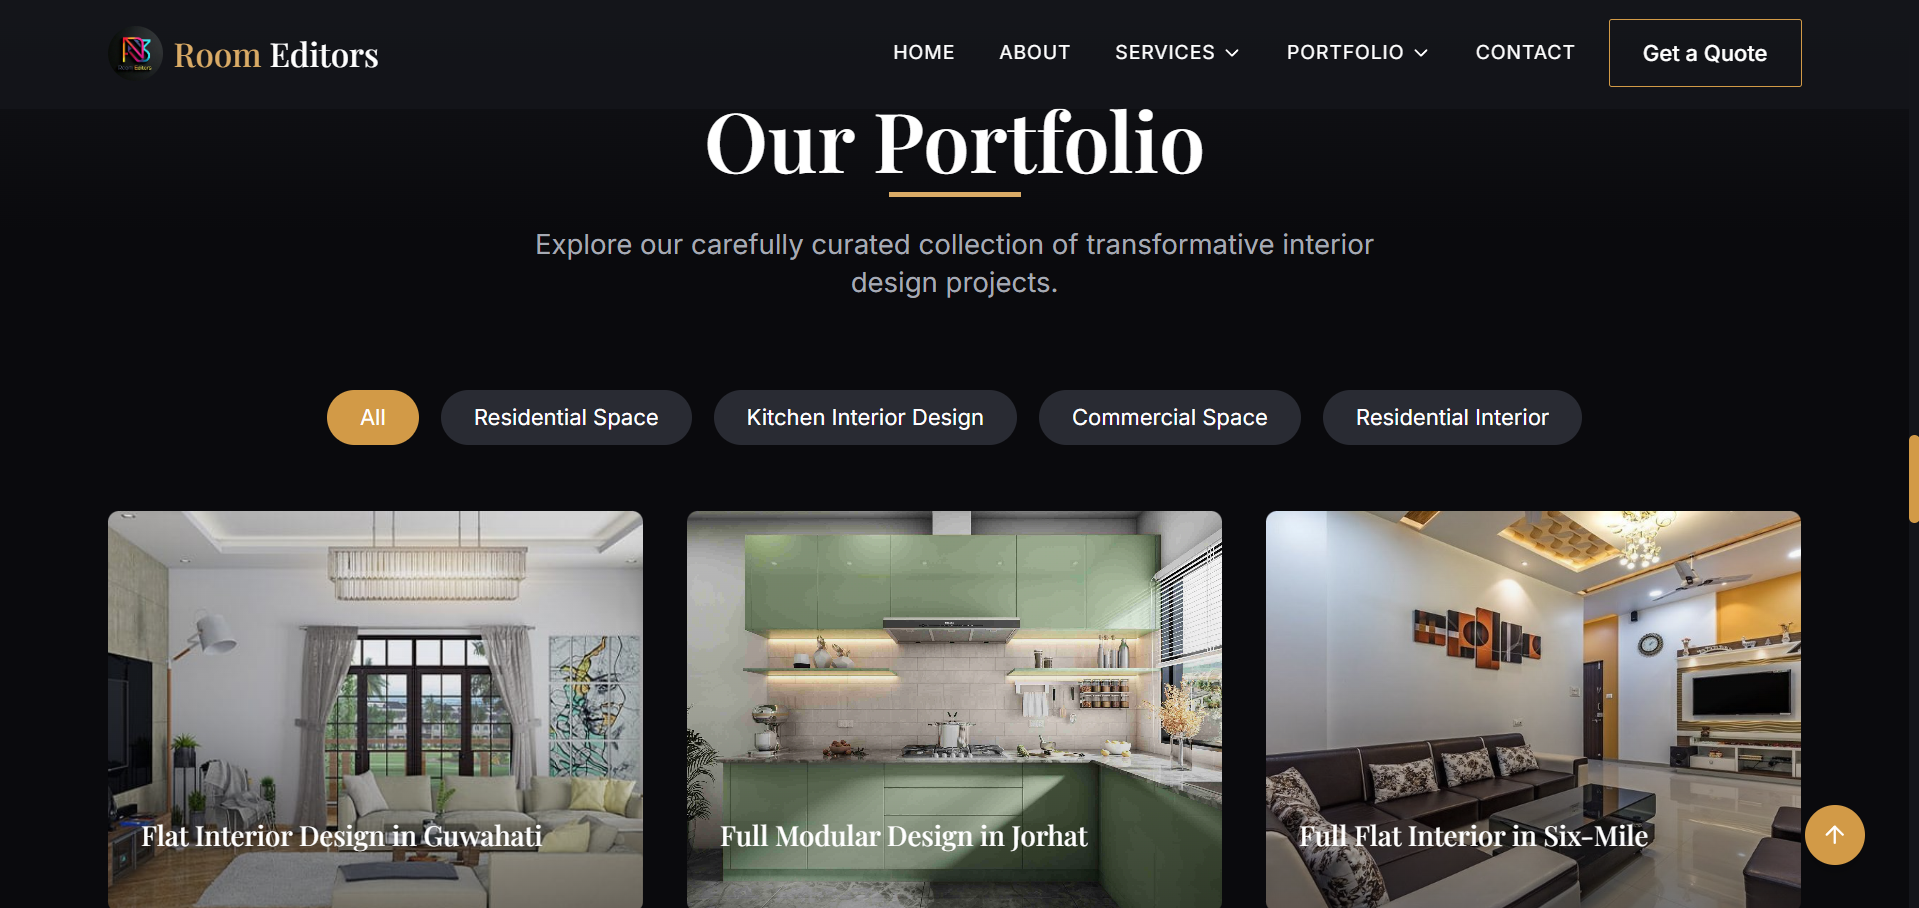 Room Editors
HOME
ABOUT
SERVICES
PORTFOLIO
CONTACT
Get a Quote
Our Portfolio
Explore our carefully curated collection of transformative interior
design projects.
All
Residential Space
Kitchen Interior Design
Commercial Space
Residential Interior
Flat Interior Design in Guwahati
Full Modular Design in Jorhat
Full Flat Interior in Six-Mile